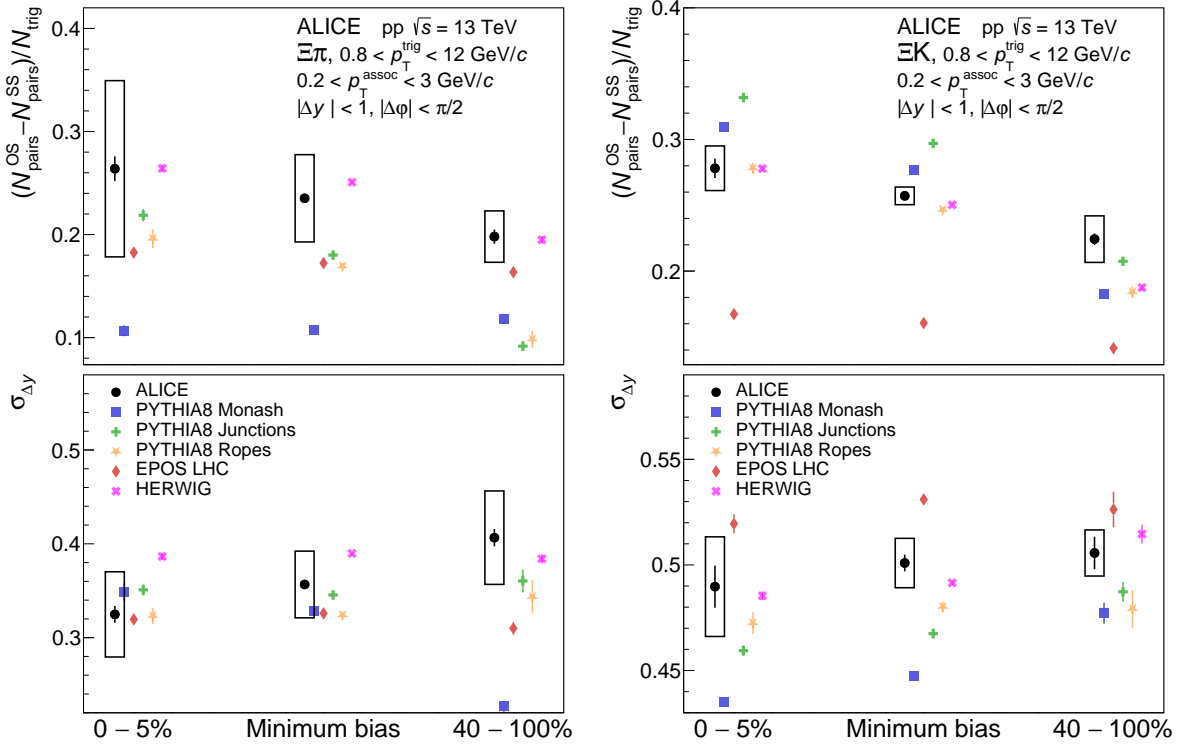 (N_pairs^OS − N_pairs^SS)/N_trig
0.4
0.3
0.2
0.1
ALICE pp √s = 13 TeV
Ξπ, 0.8 < p_T^trig < 12 GeV/c
0.2 < p_T^assoc < 3 GeV/c
|Δy | < 1, |Δφ| < π/2
(N_pairs^OS − N_pairs^SS)/N_trig
0.4
0.3
0.2
ALICE pp √s = 13 TeV
ΞK, 0.8 < p_T^trig < 12 GeV/c
0.2 < p_T^assoc < 3 GeV/c
|Δy | < 1, |Δφ| < π/2
σ_Δy
0.5
0.4
0.3
ALICE
PYTHIA8 Monash
PYTHIA8 Junctions
PYTHIA8 Ropes
EPOS LHC
HERWIG
0 − 5% Minimum bias 40 − 100%
σ_Δy
0.55
0.5
0.45
ALICE
PYTHIA8 Monash
PYTHIA8 Junctions
PYTHIA8 Ropes
EPOS LHC
HERWIG
0 − 5% Minimum bias 40 − 100%